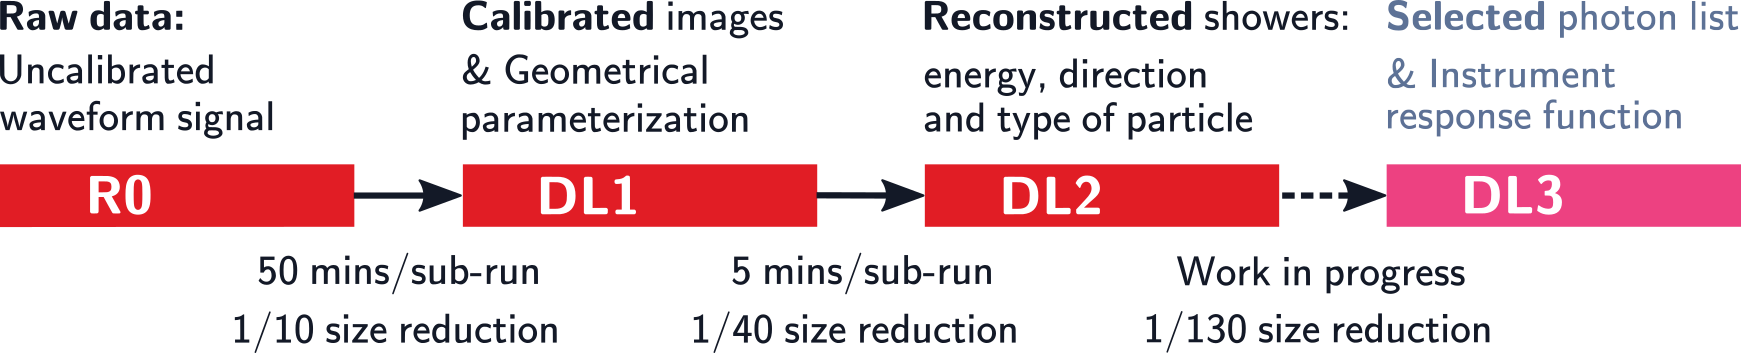 Raw data:
Uncalibrated
waveform signal
Calibrated images
& Geometrical
parameterization
Reconstructed showers:
energy, direction
and type of particle
Selected photon list
& Instrument
response function
R0
DL1
DL2
DL3
50 mins/sub-run
1/10 size reduction
5 mins/sub-run
1/40 size reduction
Work in progress
1/130 size reduction